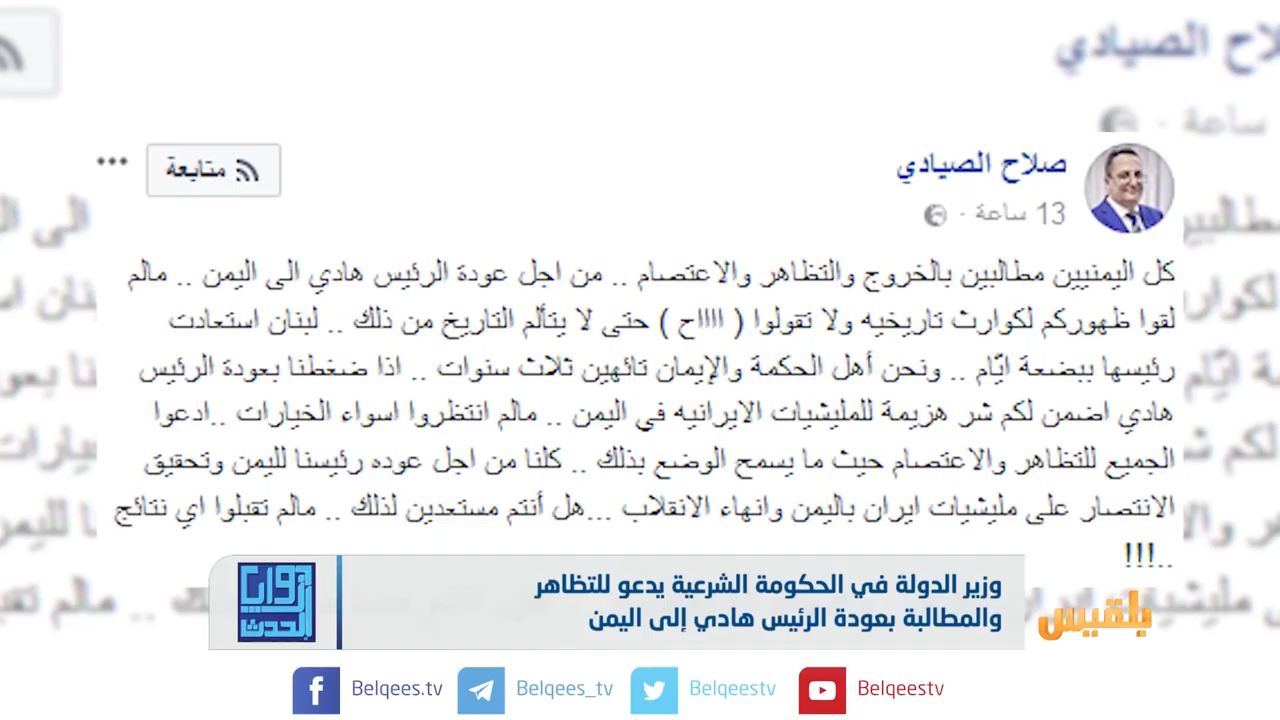 صلاح الصيادي
13 ساعة ·
متابعة
كل اليمنيين مطالبين بالخروج والتظاهر والاعتصام .. من اجل عودة الرئيس هادي الى اليمن .. مالم
لقوا ظهوركم لكوارث تاريخيه ولا تقولوا ( اااااح ) حتى لا يتألم التاريخ من ذلك .. لبنان استعادت
رئيسها ببضعة ايّام .. ونحن أهل الحكمة والإيمان تائهين ثلاث سنوات .. اذا ضغطنا بعودة الرئيس
هادي اضمن لكم شر هزيمة للمليشيات الايرانيه في اليمن .. مالم انتظروا اسواء الخيارات ..ادعوا
الجميع للتظاهر والاعتصام حيث ما يسمح الوضع بذلك .. كلنا من اجل عوده رئيسنا لليمن وتحقيق
الانتصار على مليشيات ايران باليمن وانهاء الانقلاب ...هل أنتم مستعدين لذلك .. مالم تقبلوا اي نتائج
..!!!
وزير الدولة في الحكومة الشرعية يدعو للتظاهر
والمطالبة بعودة الرئيس هادي إلى اليمن
أبواب الحدث
بلقيس
Belqees.tv
Belqees_tv
Belqeestv
Belqeestv